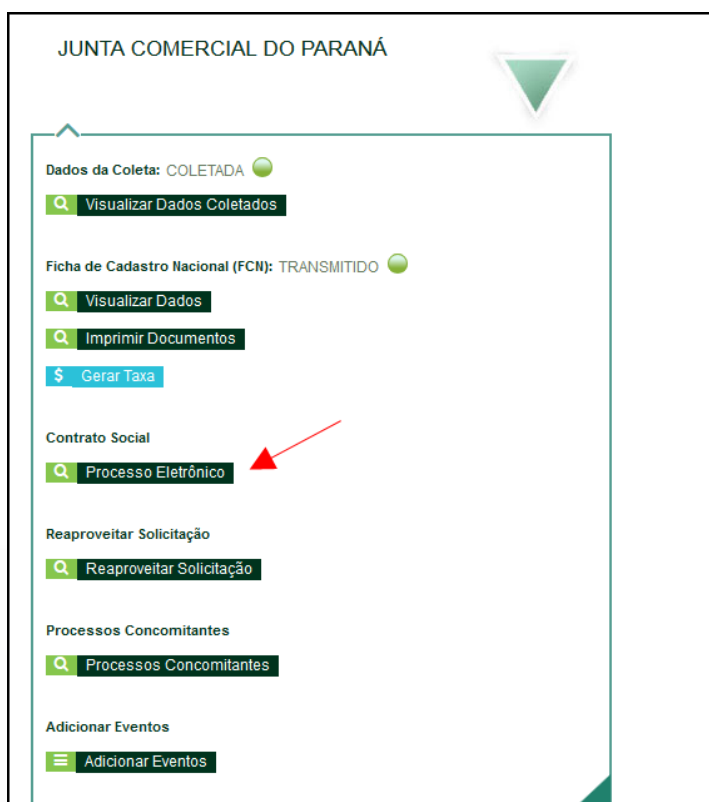 JUNTA COMERCIAL DO PARANÁ
Dados da Coleta: COLETADA
Visualizar Dados Coletados
Ficha de Cadastro Nacional (FCN): TRANSMITIDO
Visualizar Dados
Imprimir Documentos
$ Gerar Taxa
Contrato Social
Processo Eletrônico
Reaproveitar Solicitação
Reaproveitar Solicitação
Processos Concomitantes
Processos Concomitantes
Adicionar Eventos
Adicionar Eventos